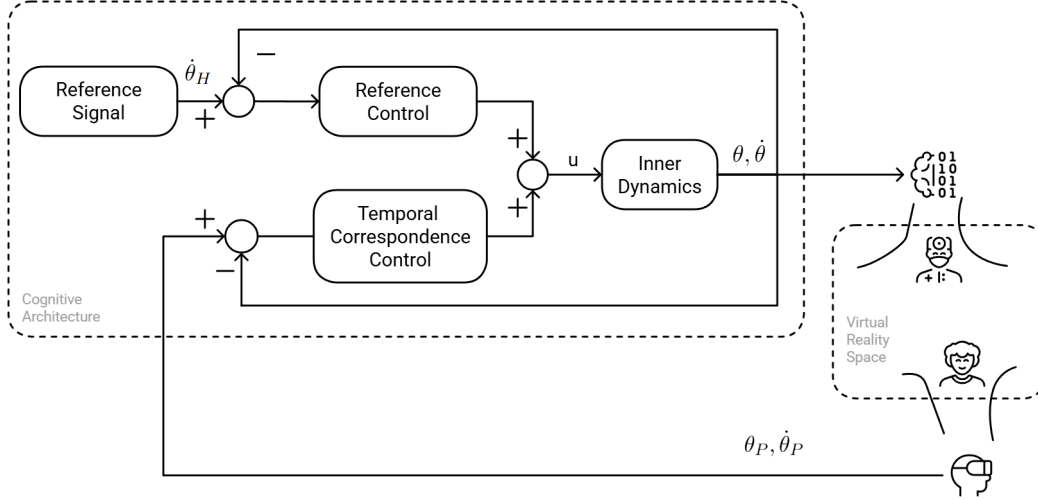 Reference
Signal
θ̇_H
+
−
Reference
Control
+
+
u
Inner
Dynamics
θ, θ̇
01
10
01
01
+
−
Temporal
Correspondence
Control
Cognitive
Architecture
Virtual
Reality
Space
θ_P, θ̇_P